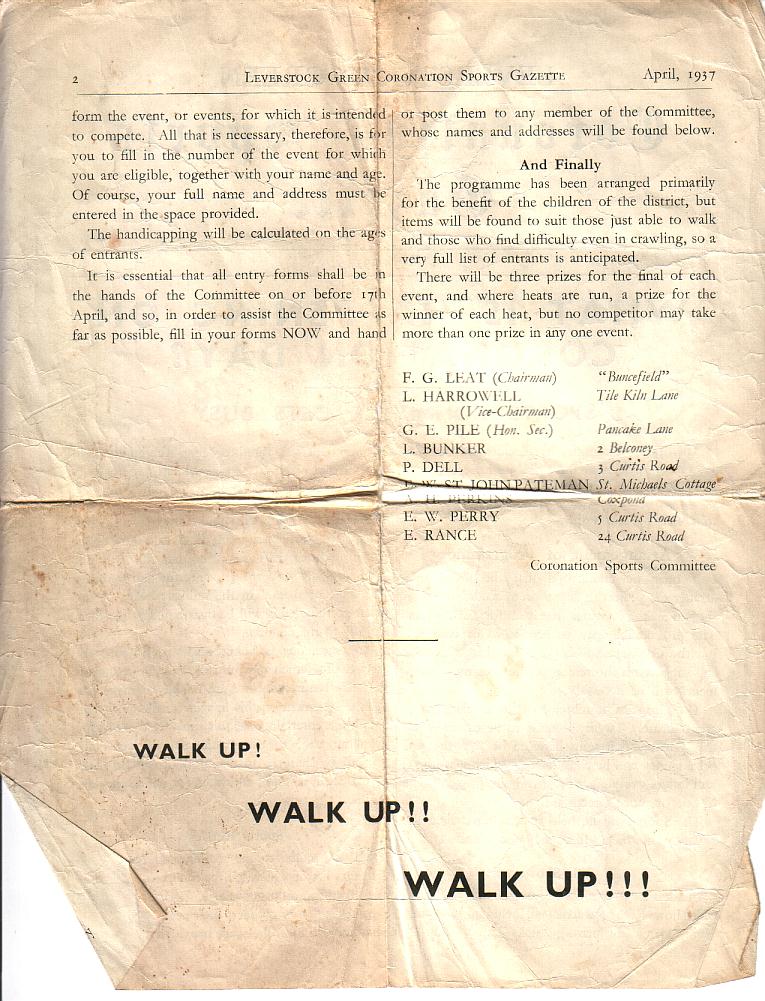 2 LEVERSTOCK GREEN CORONATION SPORTS GAZETTE April, 1937
form the event, or events, for which it is intended
to compete. All that is necessary, therefore, is for
you to fill in the number of the event for which
you are eligible, together with your name and age.
Of course, your full name and address must be
entered in the space provided.
The handicapping will be calculated on the ages
of entrants.
It is essential that all entry forms shall be in
the hands of the Committee on or before 17th
April, and so, in order to assist the Committee as
far as possible, fill in your forms NOW and hand
or post them to any member of the Committee,
whose names and addresses will be found below.
And Finally
The programme has been arranged primarily
for the benefit of the children of the district, but
items will be found to suit those just able to walk
and those who find difficulty even in crawling, so a
very full list of entrants is anticipated.
There will be three prizes for the final of each
event, and where heats are run, a prize for the
winner of each heat, but no competitor may take
more than one prize in any one event.
F. G. LEAT (Chairman) "Buncefield"
L. HARROWELL Tile Kiln Lane
(Vice-Chairman)
G. E. PILE (Hon. Sec.) Pancake Lane
L. BUNKER 2 Belconey
P. DELL 3 Curtis Road
W. ST. JOHN PATEMAN St. Michaels Cottage
H. PERKINS Coxpond
E. W. PERRY 5 Curtis Road
E. RANCE 24 Curtis Road
Coronation Sports Committee
WALK UP!
WALK UP!!
WALK UP!!!